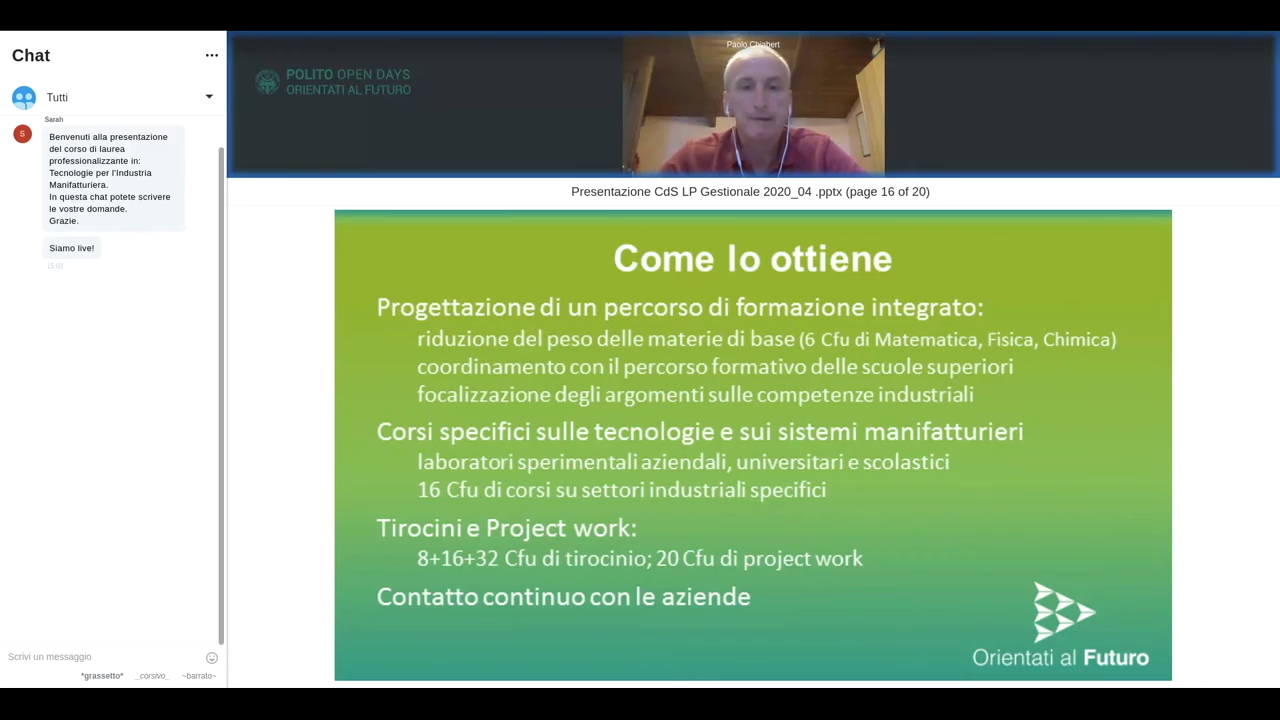 Chat
Tutti
Sarah
S
Benvenuti alla presentazione
del corso di laurea
professionalizzante in:
Tecnologie per l'Industria
Manifatturiera.
In questa chat potete scrivere
le vostre domande.
Grazie.
Siamo live!
15:03
Scrivi un messaggio
*grassetto* _corsivo_ ~barrato~
POLITO OPEN DAYS
ORIENTATI AL FUTURO
Paolo Chiabert
Presentazione CdS LP Gestionale 2020_04 .pptx (page 16 of 20)
Come lo ottiene
Progettazione di un percorso di formazione integrato:
riduzione del peso delle materie di base (6 Cfu di Matematica, Fisica, Chimica)
coordinamento con il percorso formativo delle scuole superiori
focalizzazione degli argomenti sulle competenze industriali
Corsi specifici sulle tecnologie e sui sistemi manifatturieri
laboratori sperimentali aziendali, universitari e scolastici
16 Cfu di corsi su settori industriali specifici
Tirocini e Project work:
8+16+32 Cfu di tirocinio; 20 Cfu di project work
Contatto continuo con le aziende
Orientati al Futuro